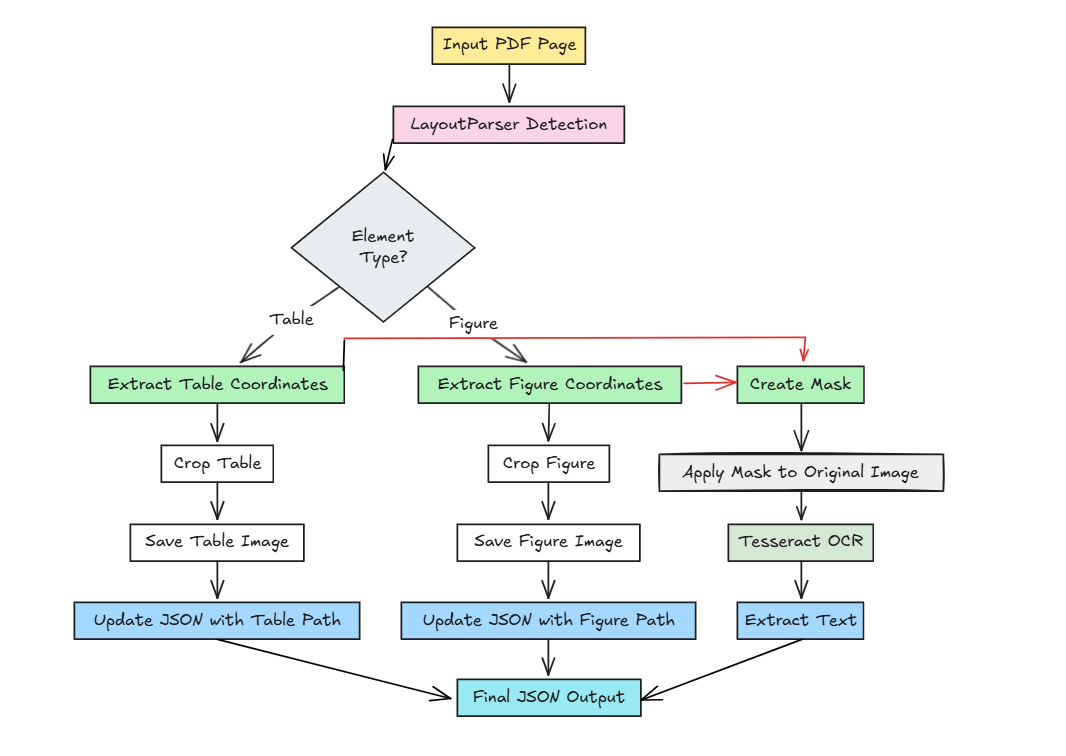 Input PDF Page
LayoutParser Detection
Element
Type?
Table
Figure
Extract Table Coordinates
Extract Figure Coordinates
Create Mask
Crop Table
Crop Figure
Apply Mask to Original Image
Save Table Image
Save Figure Image
Tesseract OCR
Update JSON with Table Path
Update JSON with Figure Path
Extract Text
Final JSON Output